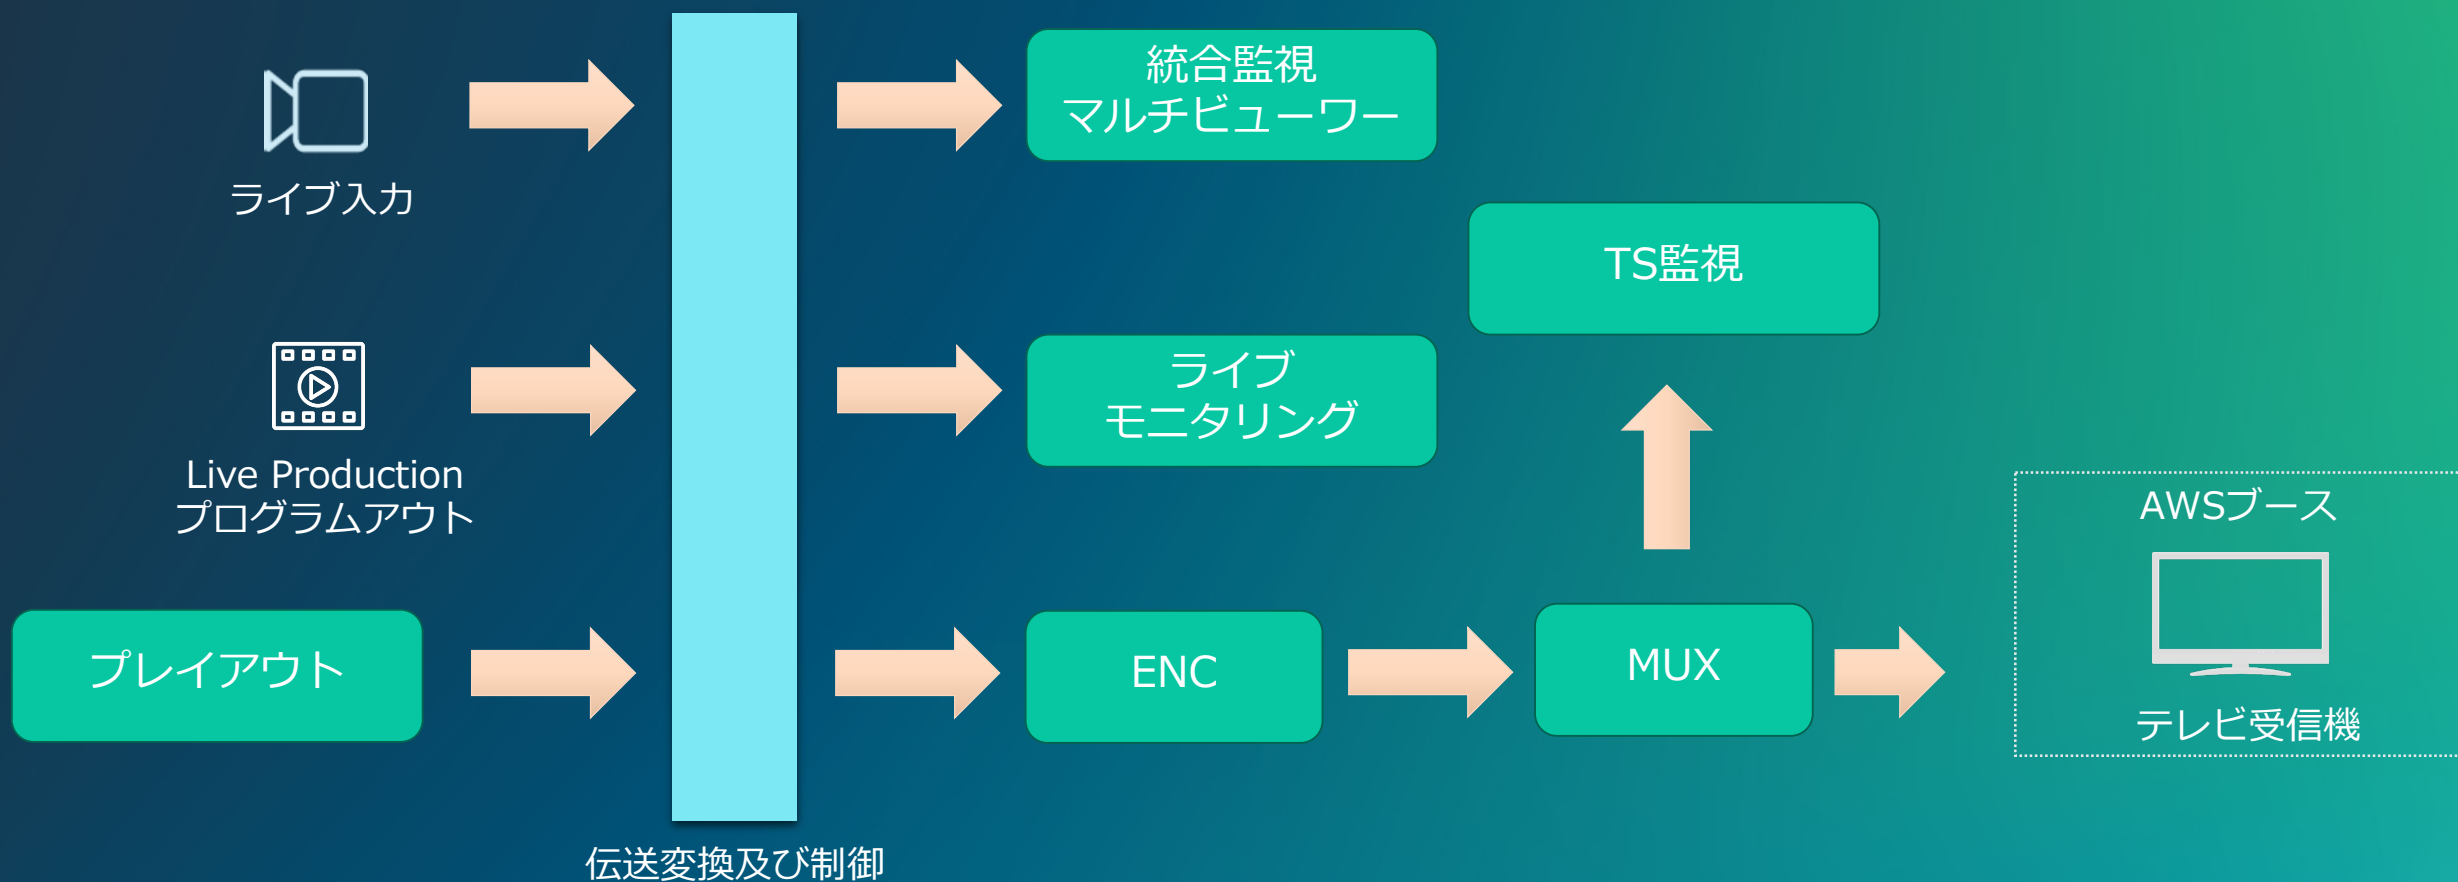 ライブ入力
統合監視
マルチビューワー
TS監視
Live Production
プログラムアウト
ライブ
モニタリング
プレイアウト
ENC
MUX
AWSブース
テレビ受信機
伝送変換及び制御